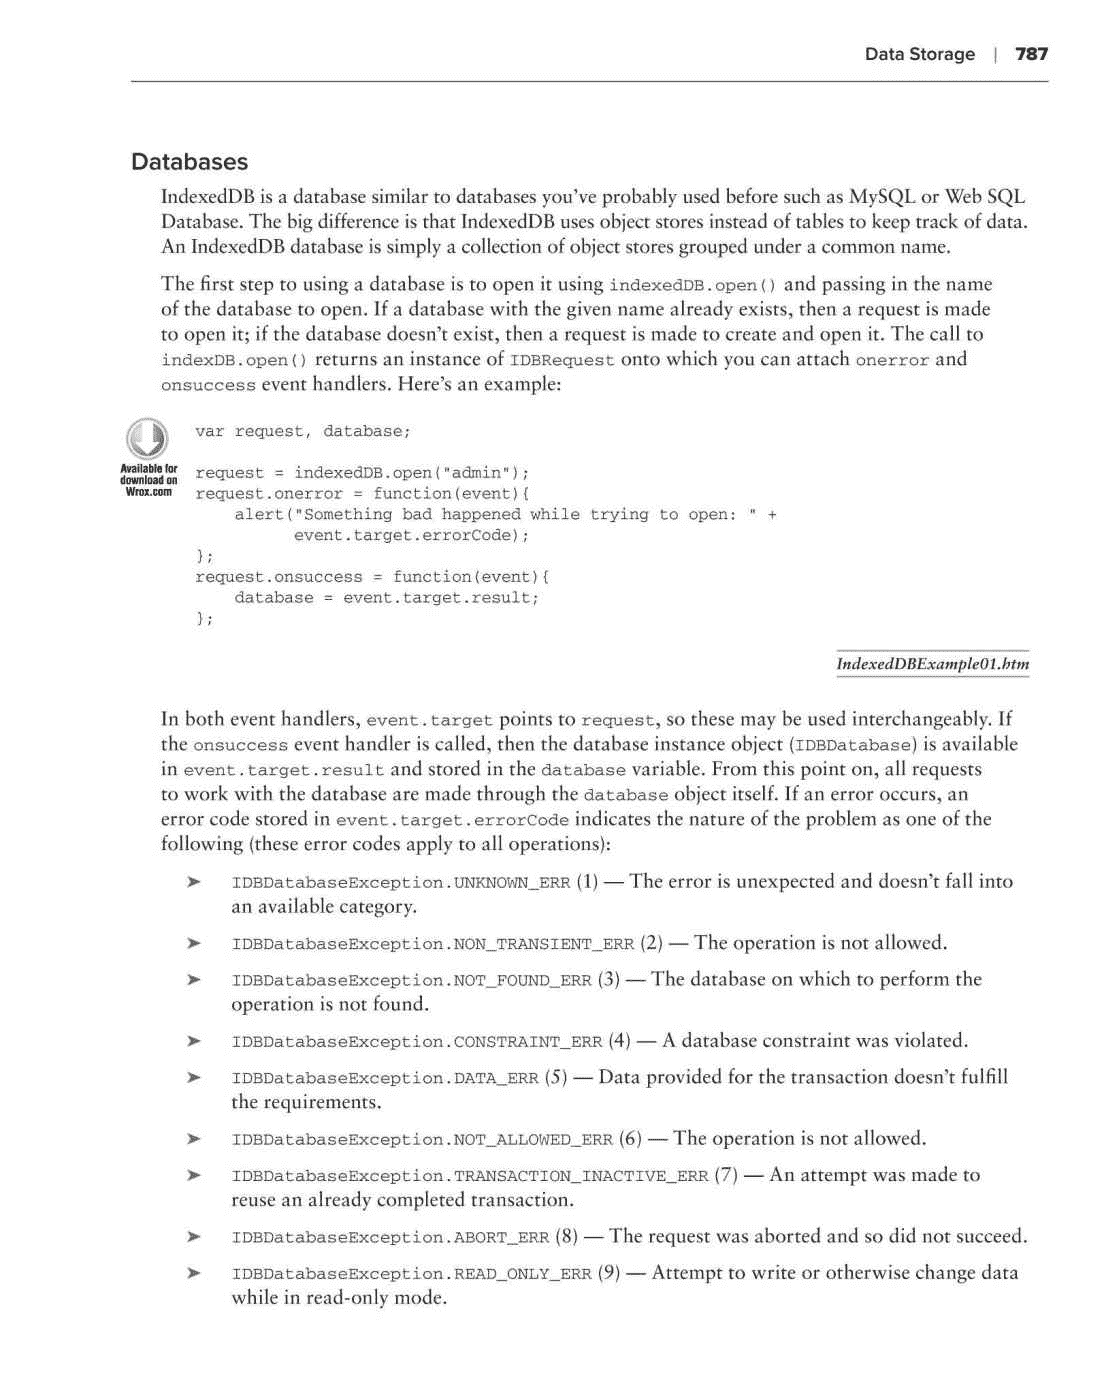 Data Storage | 787
Databases
IndexedDB is a database similar to databases you’ve probably used before such as MySQL or Web SQL
Database. The big difference is that IndexedDB uses object stores instead of tables to keep track of data.
An IndexedDB database is simply a collection of object stores grouped under a common name.
The first step to using a database is to open it using indexedDB.open() and passing in the name
of the database to open. If a database with the given name already exists, then a request is made
to open it; if the database doesn’t exist, then a request is made to create and open it. The call to
indexDB.open() returns an instance of IDBRequest onto which you can attach onerror and
onsuccess event handlers. Here’s an example:
Available for
download on
Wrox.com
var request, database;
request = indexedDB.open("admin");
request.onerror = function(event){
    alert("Something bad happened while trying to open: " +
          event.target.errorCode);
};
request.onsuccess = function(event){
    database = event.target.result;
};
IndexedDBExample01.htm
In both event handlers, event.target points to request, so these may be used interchangeably. If
the onsuccess event handler is called, then the database instance object (IDBDatabase) is available
in event.target.result and stored in the database variable. From this point on, all requests
to work with the database are made through the database object itself. If an error occurs, an
error code stored in event.target.errorCode indicates the nature of the problem as one of the
following (these error codes apply to all operations):
➤ IDBDatabaseException.UNKNOWN_ERR (1) — The error is unexpected and doesn’t fall into
an available category.
➤ IDBDatabaseException.NON_TRANSIENT_ERR (2) — The operation is not allowed.
➤ IDBDatabaseException.NOT_FOUND_ERR (3) — The database on which to perform the
operation is not found.
➤ IDBDatabaseException.CONSTRAINT_ERR (4) — A database constraint was violated.
➤ IDBDatabaseException.DATA_ERR (5) — Data provided for the transaction doesn’t fulfill
the requirements.
➤ IDBDatabaseException.NOT_ALLOWED_ERR (6) — The operation is not allowed.
➤ IDBDatabaseException.TRANSACTION_INACTIVE_ERR (7) — An attempt was made to
reuse an already completed transaction.
➤ IDBDatabaseException.ABORT_ERR (8) — The request was aborted and so did not succeed.
➤ IDBDatabaseException.READ_ONLY_ERR (9) — Attempt to write or otherwise change data
while in read-only mode.